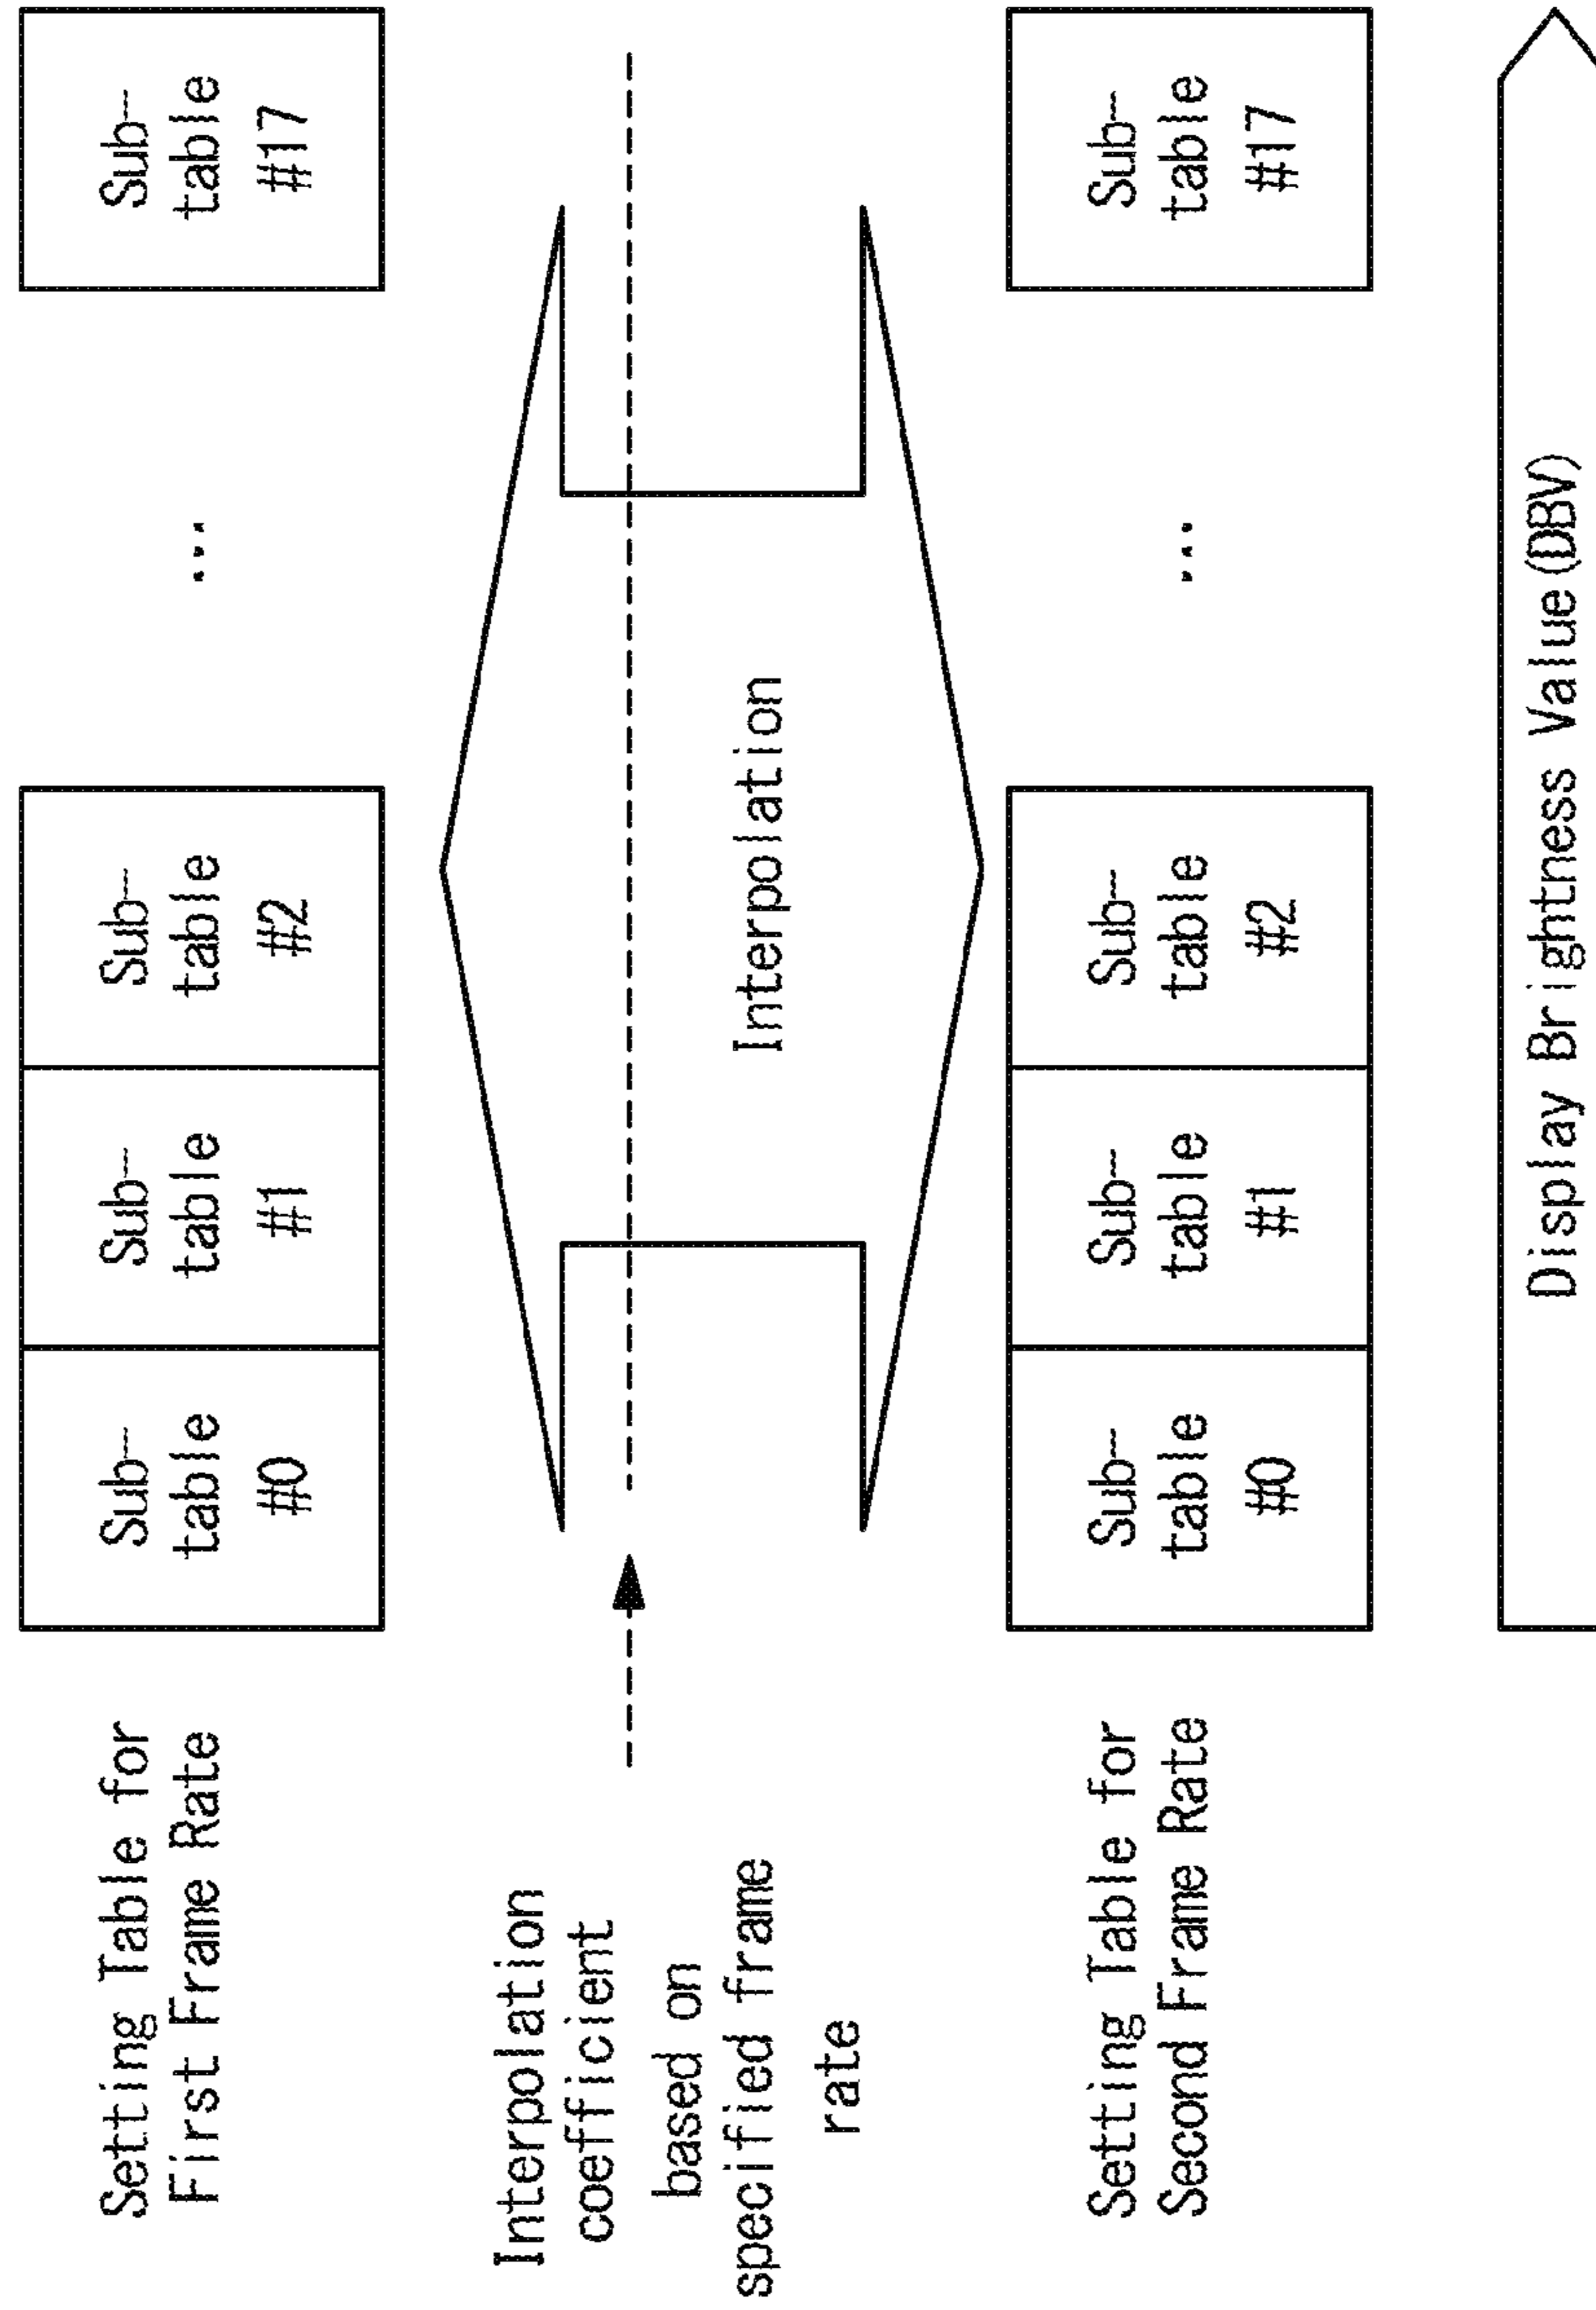 Setting Table for
First Frame Rate
Sub-
table
#0
Sub-
table
#1
Sub-
table
#2
...
Sub-
table
#17
Interpolation
coefficient
based on
specified frame
rate
Interpolation
Setting Table for
Second Frame Rate
Sub-
table
#0
Sub-
table
#1
Sub-
table
#2
...
Sub-
table
#17
Display Brightness Value(DBV)